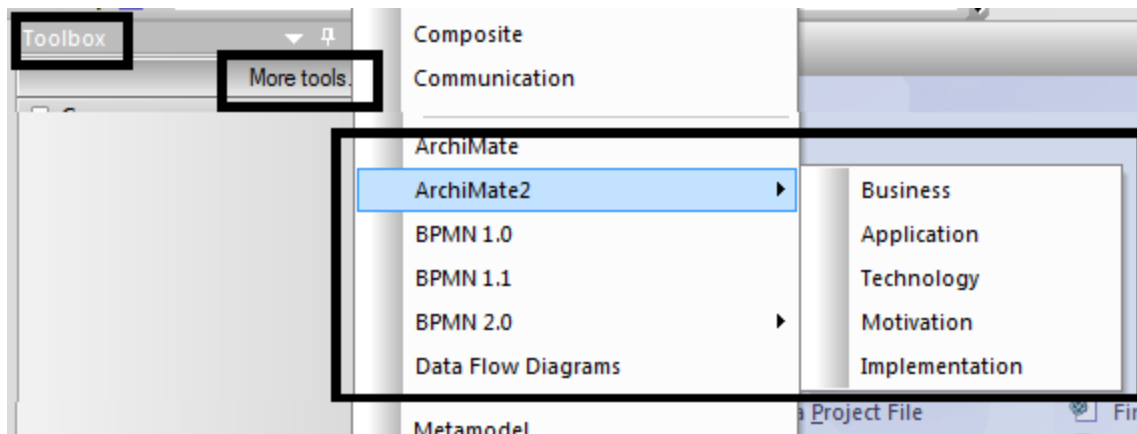 Toolbox
More tools.
Composite
Communication
ArchiMate
ArchiMate2
BPMN 1.0
BPMN 1.1
BPMN 2.0
Data Flow Diagrams
Metamodel
Business
Application
Technology
Motivation
Implementation
Project File